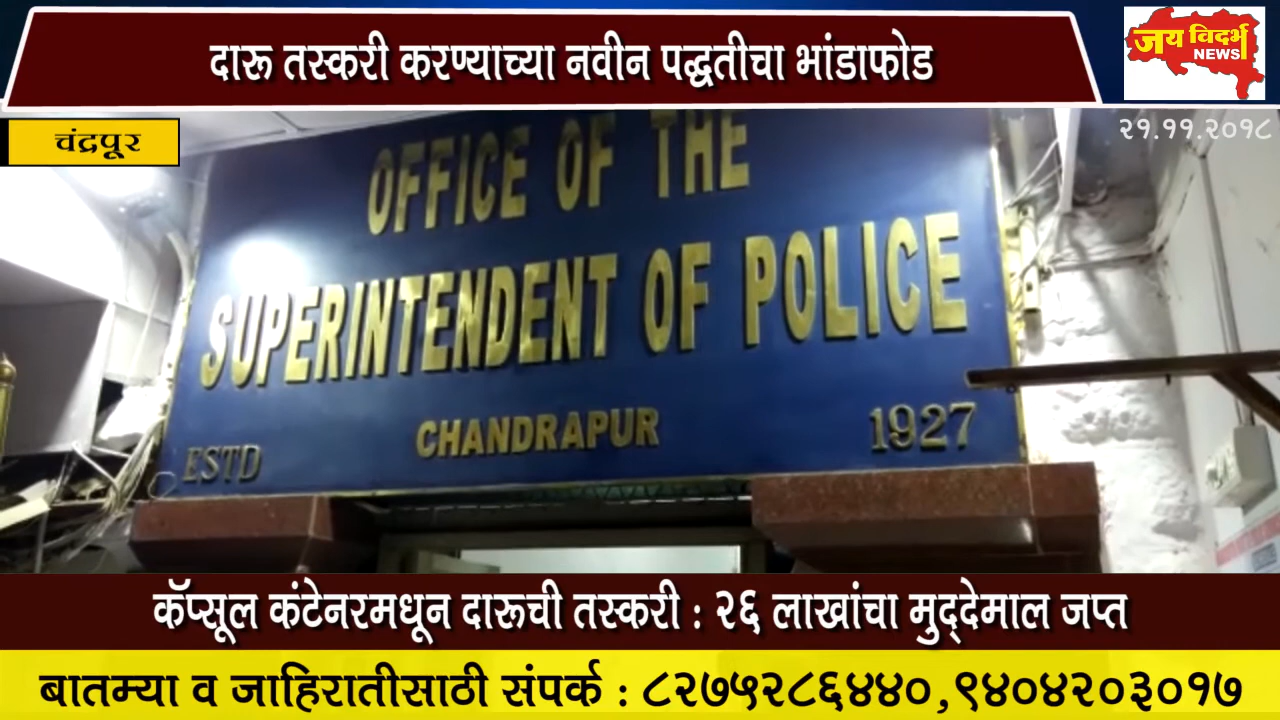 दारू तस्करी करण्याच्या नवीन पद्धतीचा भांडाफोड
जय विदर्भ
NEWS
चंद्रपूर
२१.११.२०१८
OFFICE OF THE
SUPERINTENDENT OF POLICE
CHANDRAPUR
ESTD 1927
कॅप्सूल कंटेनरमधून दारूची तस्करी : २६ लाखांचा मुद्देमाल जप्त
बातम्या व जाहिरातीसाठी संपर्क : ८२७५२८६४४०,९४०४२०३०१७